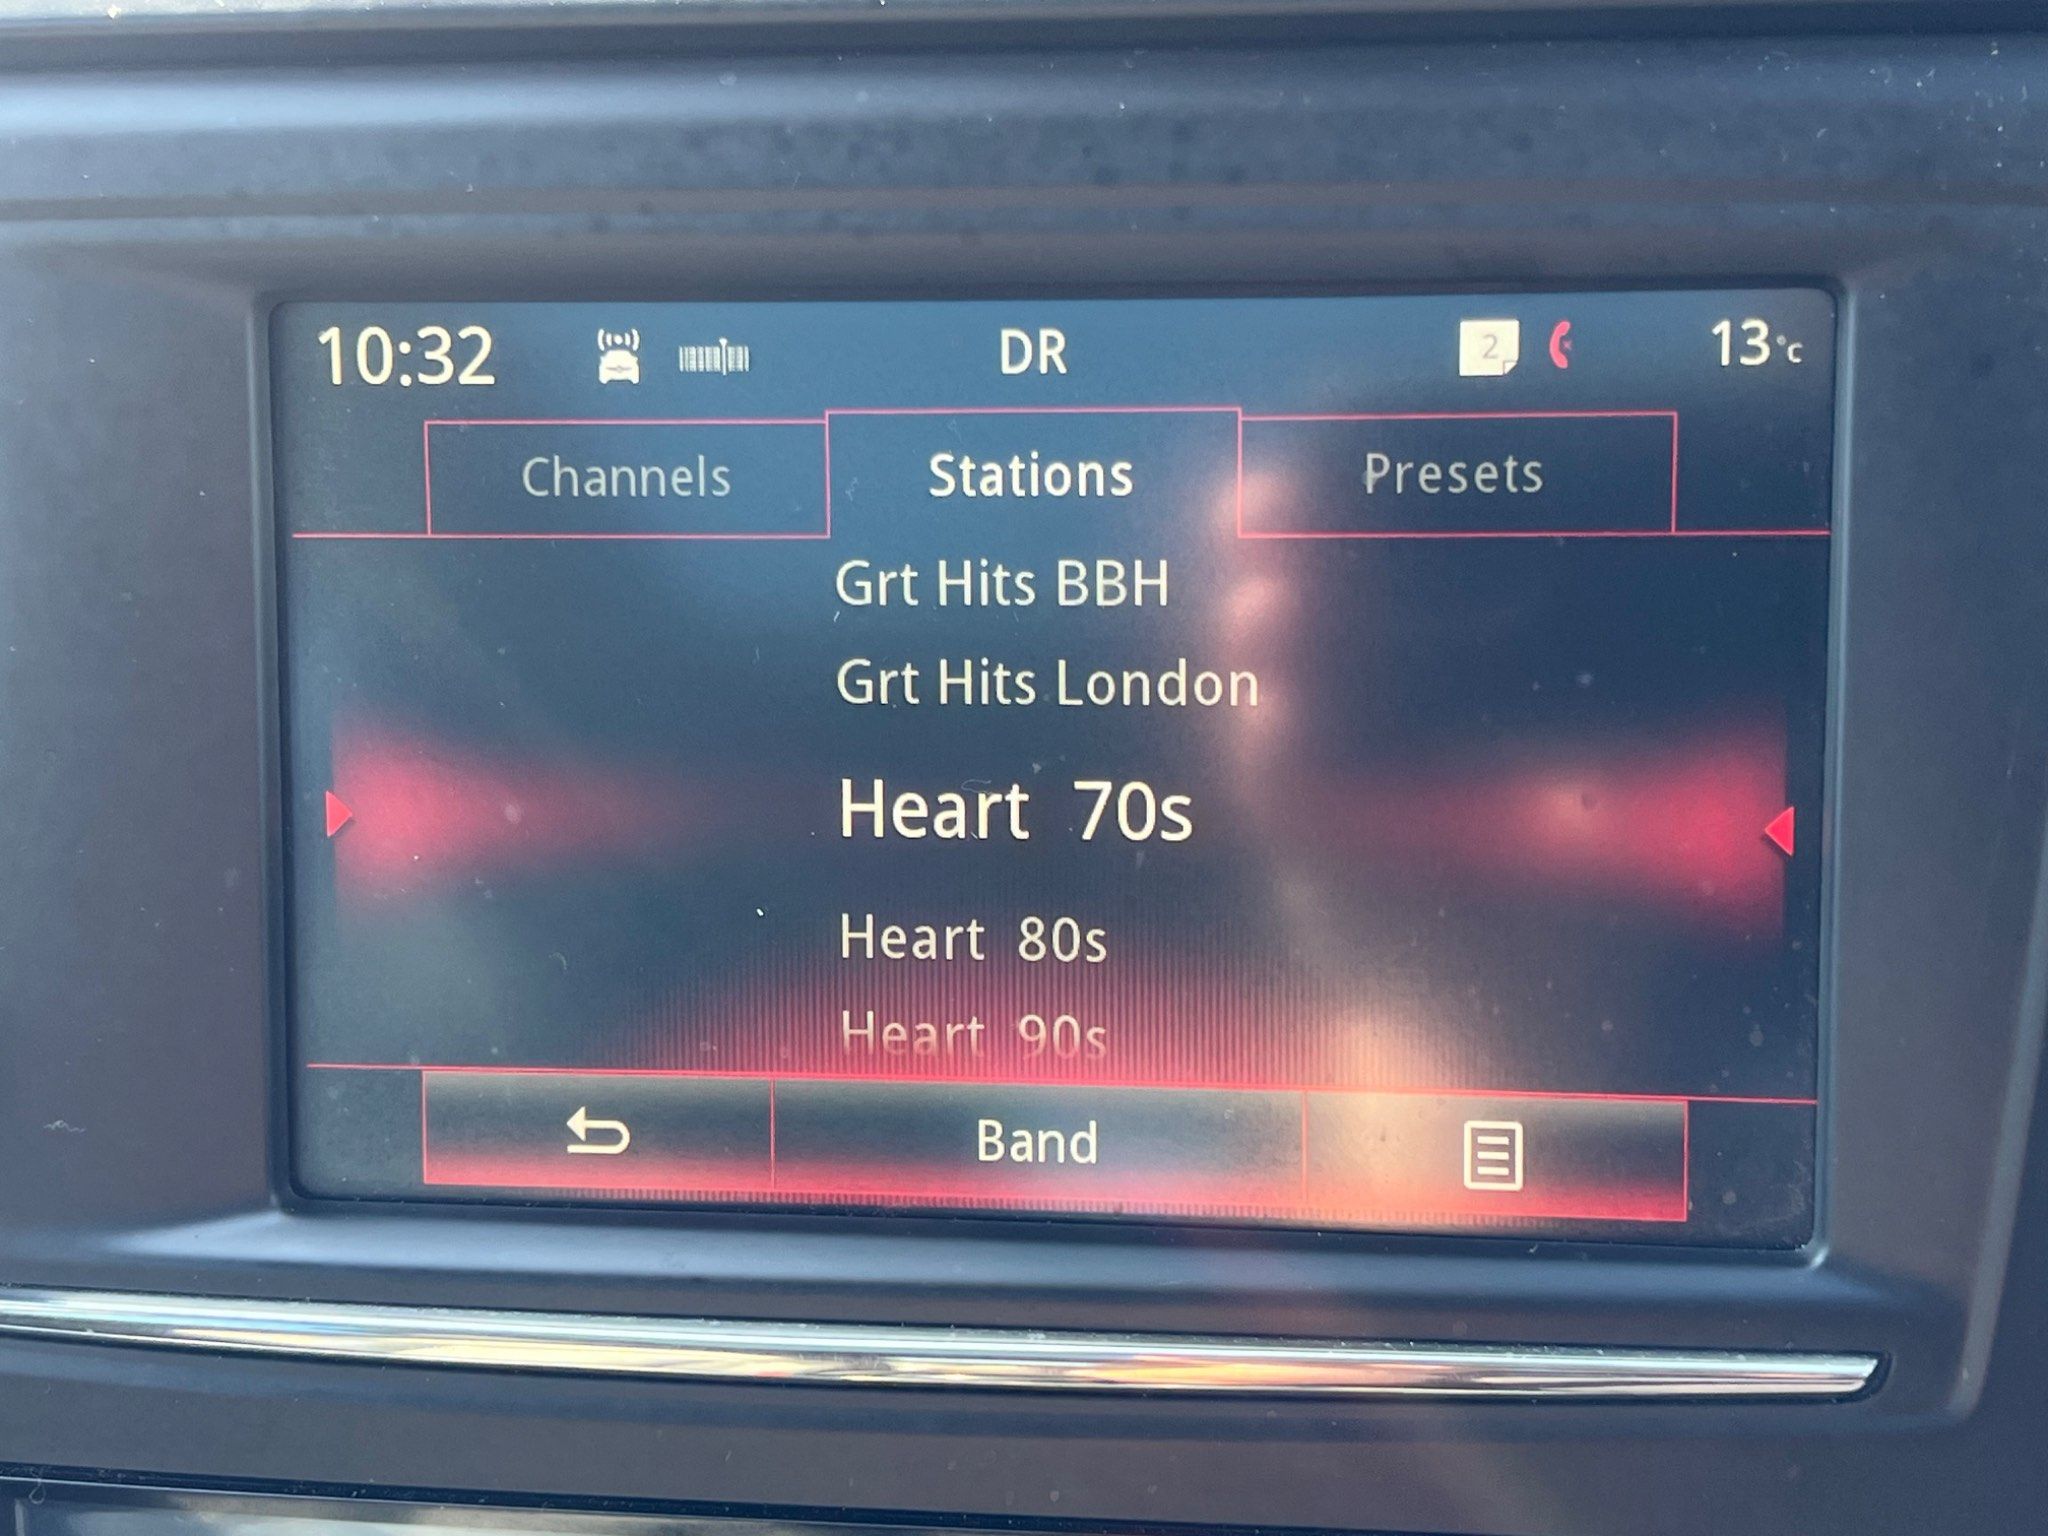 10:32 DR 2 13°C
Channels Stations Presets
Grt Hits BBH
Grt Hits London
Heart 70s
Heart 80s
Heart 90s
Band